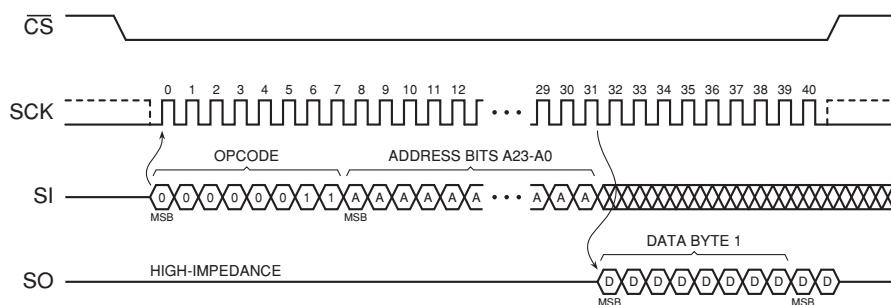 CS
0 1 2 3 4 5 6 7 8 9 10 11 12 29 30 31 32 33 34 35 36 37 38 39 40
SCK • • •
OPCODE ADDRESS BITS A23-A0
SI 0 0 0 0 0 0 1 1 A A A A A A • • • A A A
MSB MSB
DATA BYTE 1
SO HIGH-IMPEDANCE D D D D D D D D D D
MSB MSB